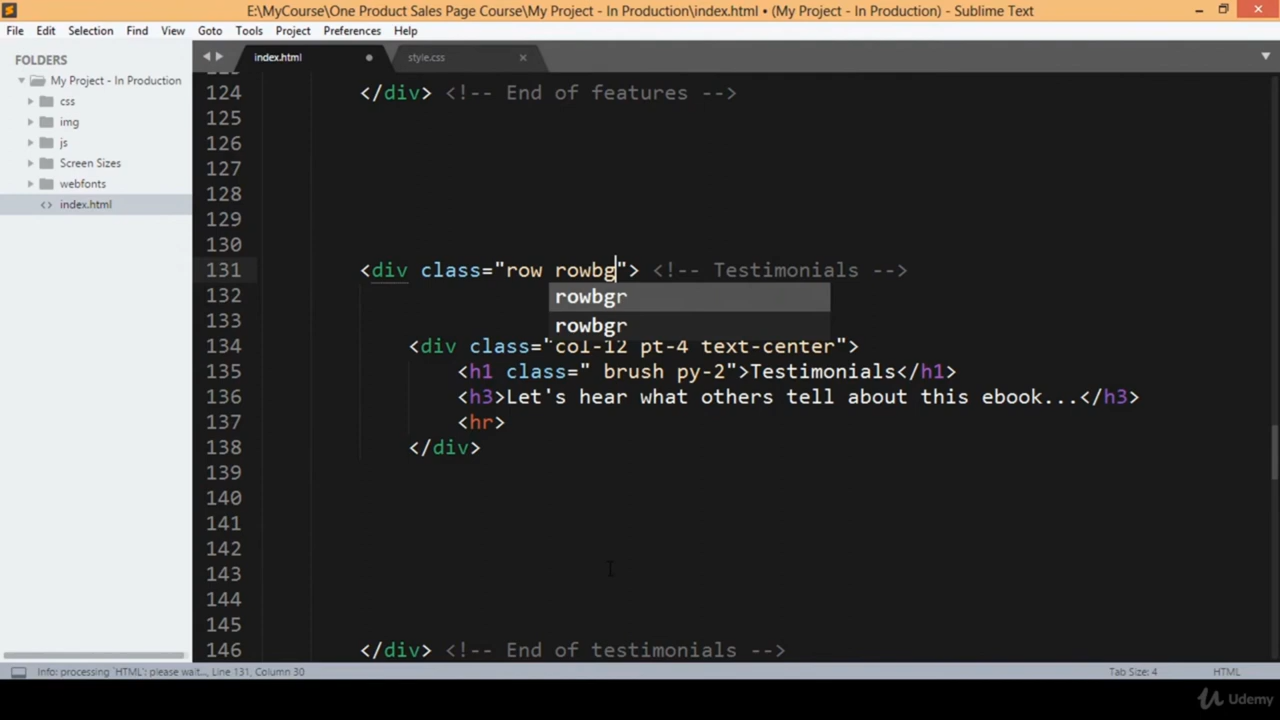 E:\MyCourse\One Product Sales Page Course\My Project - In Production\index.html • (My Project - In Production) - Sublime Text
File Edit Selection Find View Goto Tools Project Preferences Help
FOLDERS
My Project - In Production
css
img
js
Screen Sizes
webfonts
<> index.html
index.html
style.css
124 </div> <!-- End of features -->
125
126
127
128
129
130
131 <div class="row rowbg"> <!-- Testimonials -->
rowbgr
rowbgr
132
133
134 <div class="col-12 pt-4 text-center">
135 <h1 class=" brush py-2">Testimonials</h1>
136 <h3>Let's hear what others tell about this ebook...</h3>
137 <hr>
138 </div>
139
140
141
142
143
144
145
146 </div> <!-- End of testimonials -->
Info: processing `HTML': please wait..., Line 131, Column 30
Tab Size: 4
HTML
Udemy